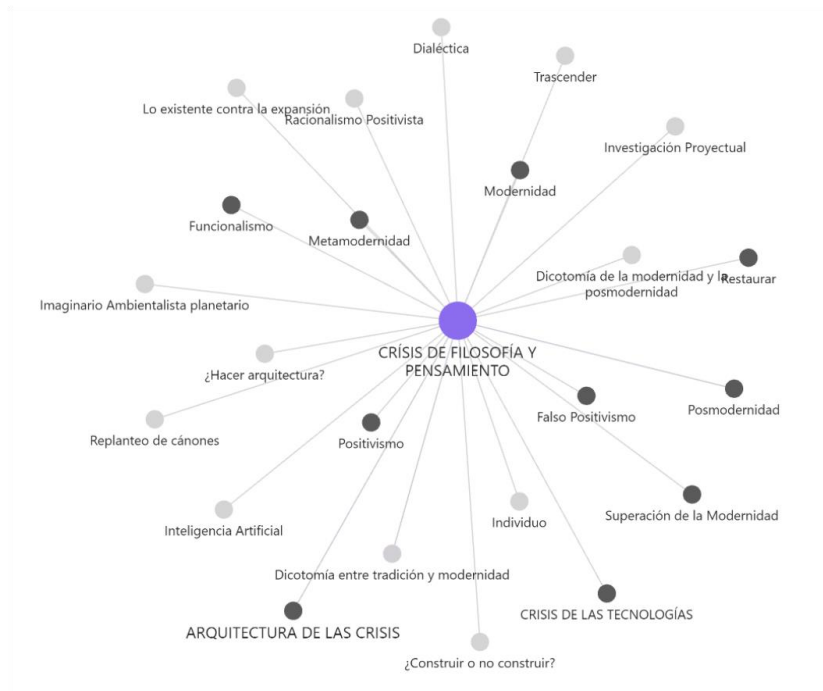 Dialéctica
Trascender
Lo existente contra la expansión
Racionalismo Positivista
Investigación Proyectual
Modernidad
Funcionalismo
Metamodernidad
Dicotomía de la modernidad y la
posmodernidad
Restaurar
Imaginario Ambientalista planetario
CRÍSIS DE FILOSOFÍA Y
PENSAMIENTO
¿Hacer arquitectura?
Posmodernidad
Falso Positivismo
Replanteo de cánones
Positivismo
Superación de la Modernidad
Individuo
Inteligencia Artificial
Dicotomía entre tradición y modernidad
CRISIS DE LAS TECNOLOGÍAS
ARQUITECTURA DE LAS CRISIS
¿Construir o no construir?